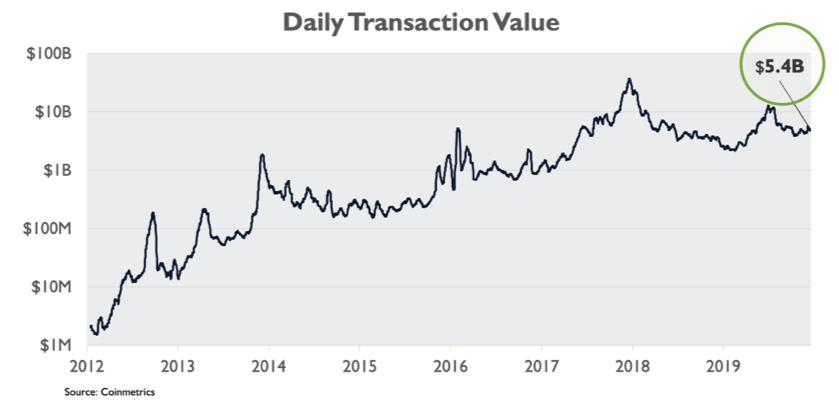 Daily Transaction Value
$100B
$5.4B
$10B
$1B
$100M
$10M
$1M
2012 2013 2014 2015 2016 2017 2018 2019
Source: Coinmetrics